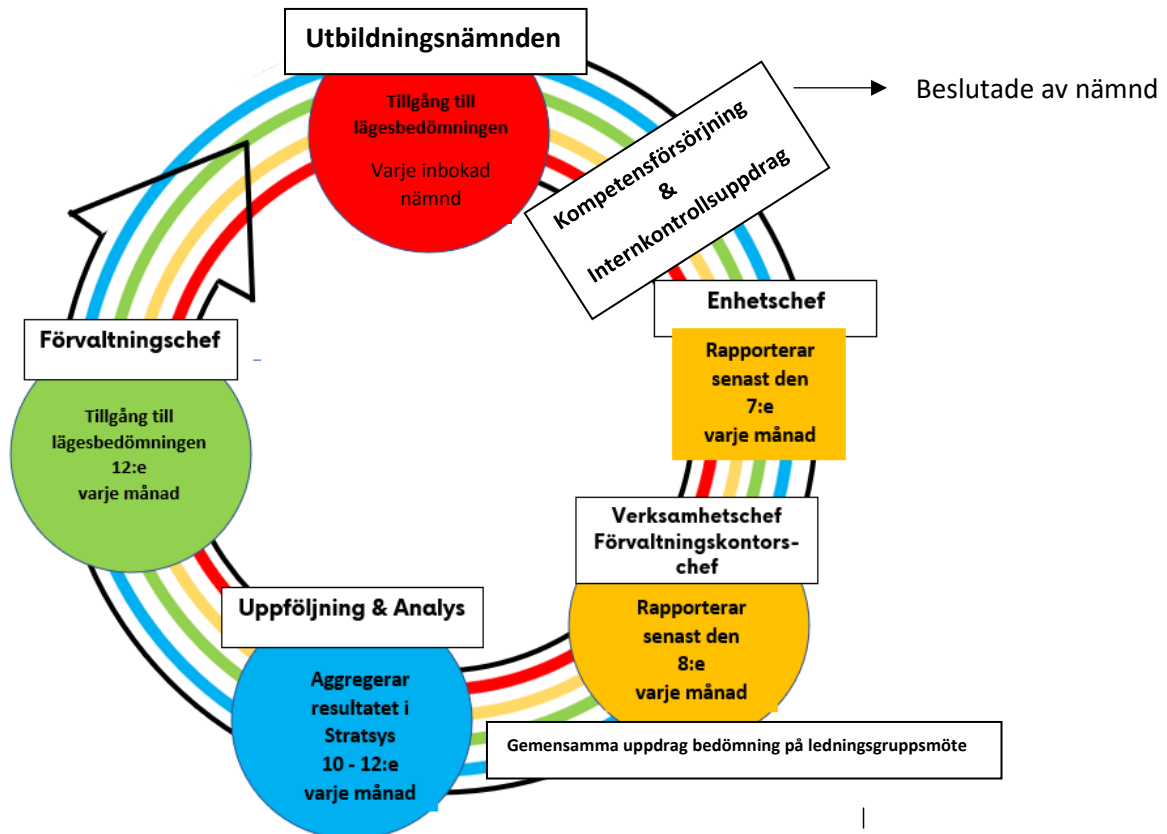 Utbildningsnämnden
Tillgång till
lägesbedömningen
Varje inbokad
nämnd
Beslutade av nämnd
Kompetensförsörjning
&
Internkontrollsuppdrag
Enhetschef
Rapporterar
senast den
7:e
varje månad
Verksamhetschef
Förvaltningskontors-
chef
Rapporterar
senast den
8:e
varje månad
Gemensamma uppdrag bedömning på ledningsgruppsmöte
Uppföljning & Analys
Aggregerar
resultatet i
Stratsys
10 - 12:e
varje månad
Förvaltningschef
Tillgång till
lägesbedömningen
12:e
varje månad